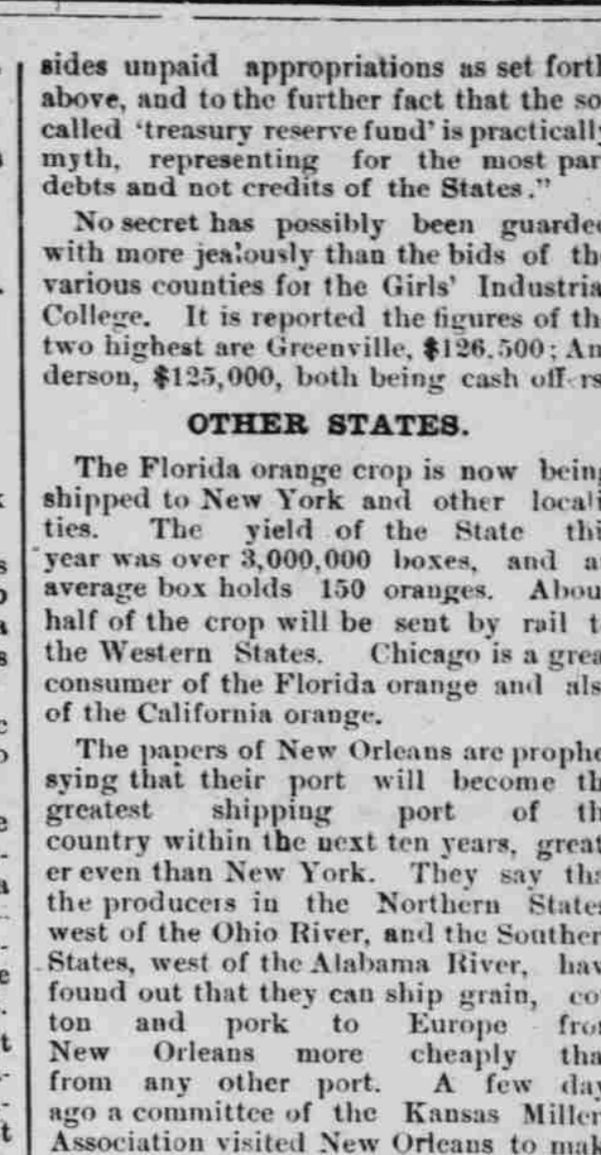 sides unpaid appropriations as set forth
above, and to the further fact that the so
called 'treasury reserve fund' is practically
myth, representing for the most par
debts and not credits of the States."
No secret has possibly been guarded
with more jealously than the bids of th
various counties for the Girls' Industria
College. It is reported the figures of th
two highest are Greenville, $126.500; An
derson, $125,000, both being cash offers
OTHER STATES.
The Florida orange crop is now being
shipped to New York and other locali
ties. The yield of the State thi
year was over 3,000,000 boxes, and a
average box holds 150 oranges. Abou
half of the crop will be sent by rail t
the Western States. Chicago is a grea
consumer of the Florida orange and als
of the California orange.
The papers of New Orleans are prophe
sying that their port will become th
greatest shipping port of th
country within the next ten years, great
er even than New York. They say tha
the producers in the Northern States
west of the Ohio River, and the Souther
States, west of the Alabama River, hav
found out that they can ship grain, co
ton and pork to Europe from
New Orleans more cheaply tha
from any other port. A few day
ago a committee of the Kansas Miller
Association visited New Orleans to mak